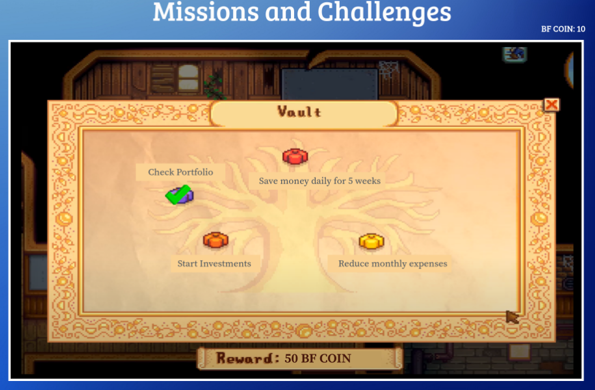 Missions and Challenges
BF COIN: 10
Vault
Check Portfolio
Save money daily for 5 weeks
Start Investments
Reduce monthly expenses
Reward: 50 BF COIN